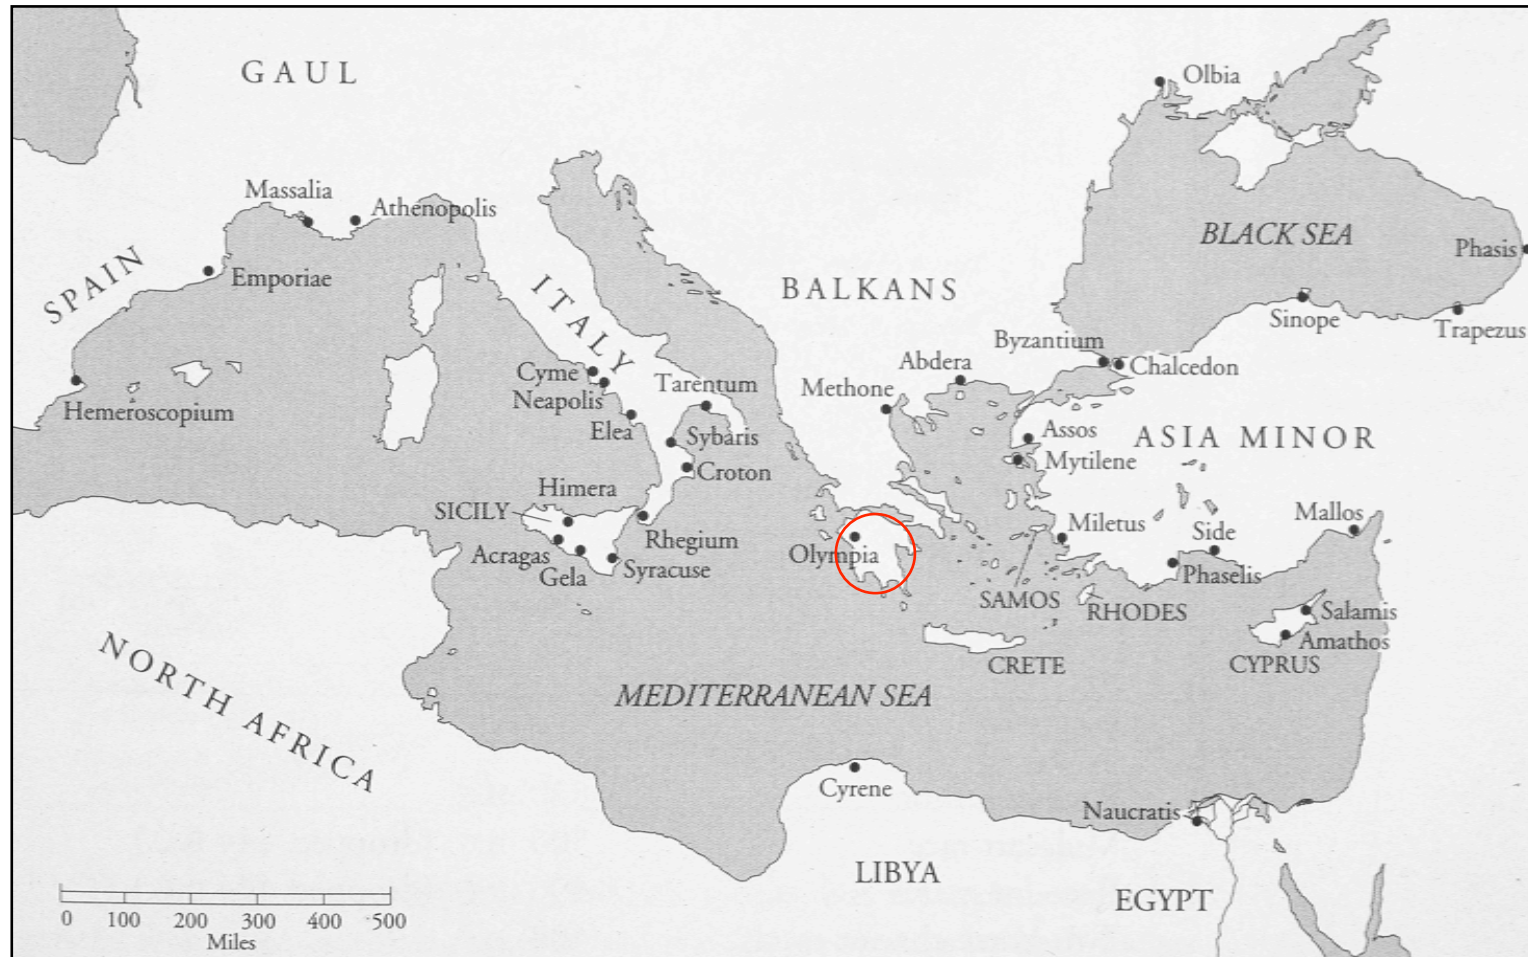 GAUL
Olbia
Massalia
Athenopolis
BLACK SEA
Phasis
SPAIN
Emporiae
ITALY
BALKANS
Sinope
Trapezus
Byzantium
Chalcedon
Abdera
Cyme
Neapolis
Tarentum
Methone
Hemeroscopium
Elea
Sybaris
Assos
ASIA MINOR
Mytilene
Croton
Himera
SICILY
Rhegium
Miletus
Side
Mallos
Acragas
Gela
Syracuse
Olympia
Phaselis
SAMOS
RHODES
Salamis
Amathos
CRETE
CYPRUS
NORTH AFRICA
MEDITERRANEAN SEA
Cyrene
Naucratis
LIBYA
EGYPT
0 100 200 300 400 500
Miles